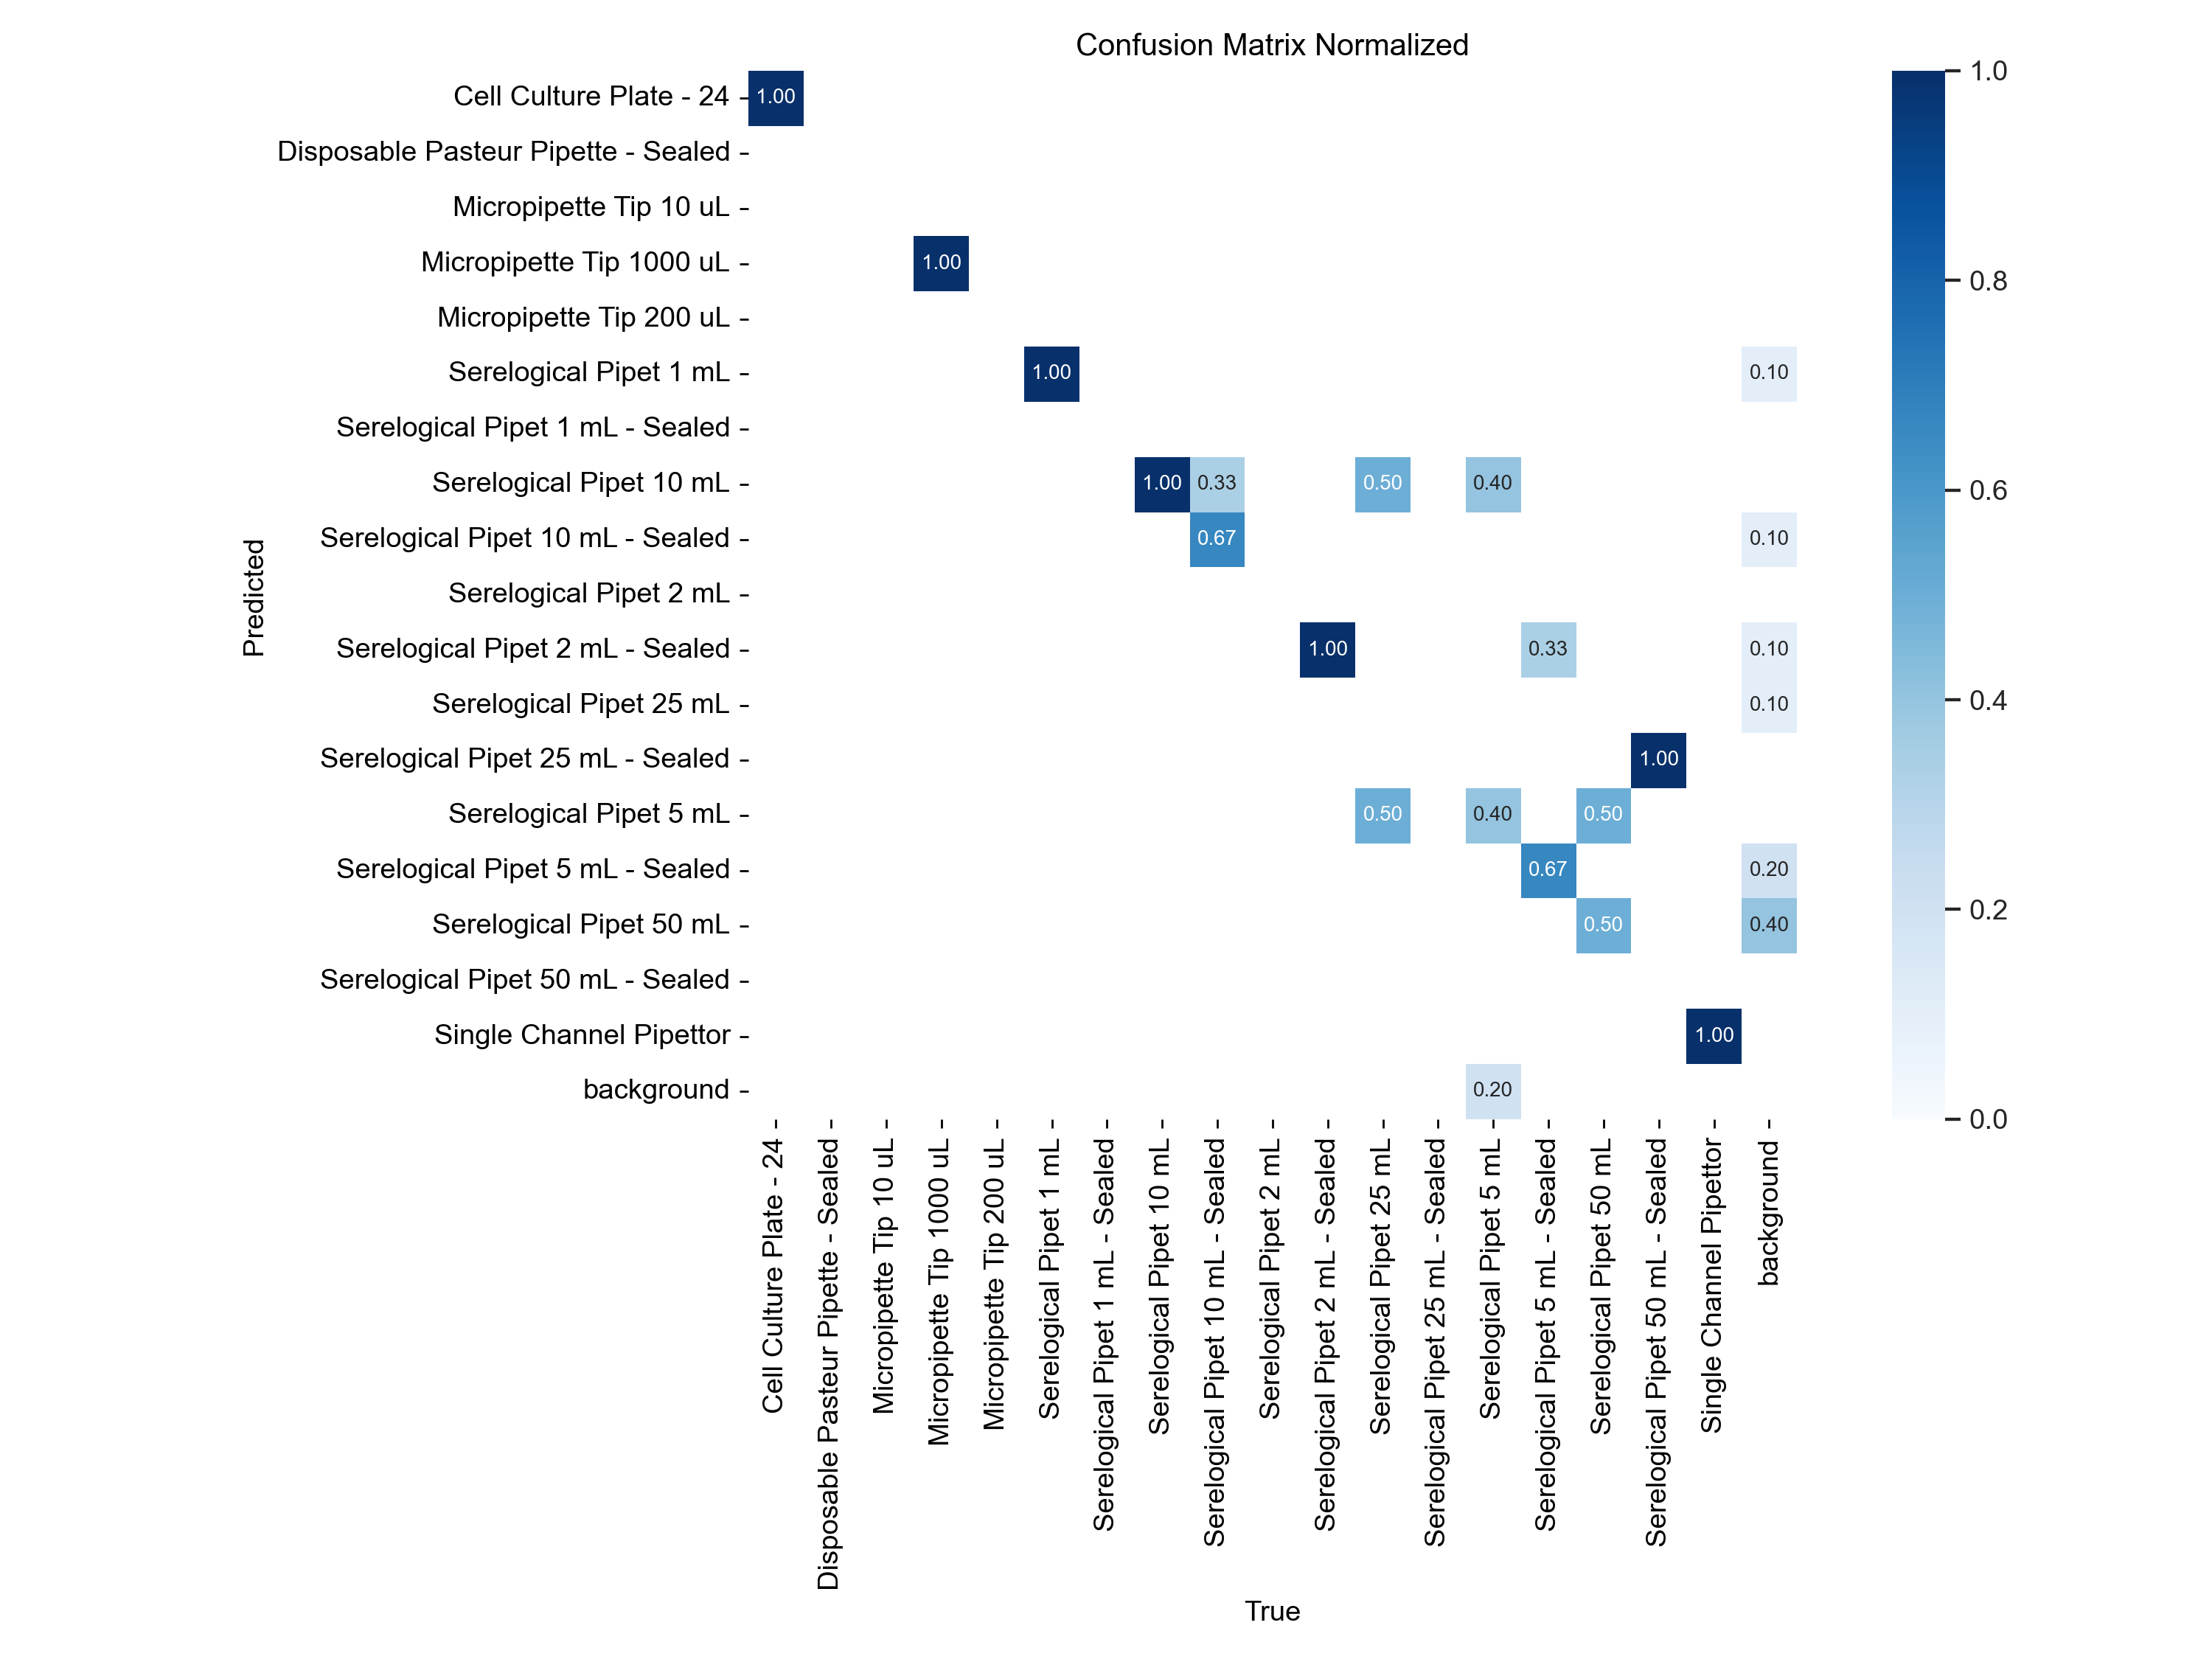 Confusion Matrix Normalized
Cell Culture Plate - 24
1.00
Disposable Pasteur Pipette - Sealed
Micropipette Tip 10 uL
Micropipette Tip 1000 uL
1.00
Micropipette Tip 200 uL
Serelogical Pipet 1 mL
1.00 0.10
Serelogical Pipet 1 mL - Sealed
Serelogical Pipet 10 mL
1.00 0.33 0.50 0.40
Serelogical Pipet 10 mL - Sealed
0.67 0.10
Serelogical Pipet 2 mL
Serelogical Pipet 2 mL - Sealed
1.00 0.33 0.10
Serelogical Pipet 25 mL
0.10
Serelogical Pipet 25 mL - Sealed
1.00
Serelogical Pipet 5 mL
0.50 0.40 0.50
Serelogical Pipet 5 mL - Sealed
0.67 0.20
Serelogical Pipet 50 mL
0.50 0.40
Serelogical Pipet 50 mL - Sealed
Single Channel Pipettor
1.00
background
0.20
Predicted
Cell Culture Plate - 24
Disposable Pasteur Pipette - Sealed
Micropipette Tip 10 uL
Micropipette Tip 1000 uL
Micropipette Tip 200 uL
Serelogical Pipet 1 mL
Serelogical Pipet 1 mL - Sealed
Serelogical Pipet 10 mL
Serelogical Pipet 10 mL - Sealed
Serelogical Pipet 2 mL
Serelogical Pipet 2 mL - Sealed
Serelogical Pipet 25 mL
Serelogical Pipet 25 mL - Sealed
Serelogical Pipet 5 mL
Serelogical Pipet 5 mL - Sealed
Serelogical Pipet 50 mL
Serelogical Pipet 50 mL - Sealed
Single Channel Pipettor
background
True
1.0
0.8
0.6
0.4
0.2
0.0